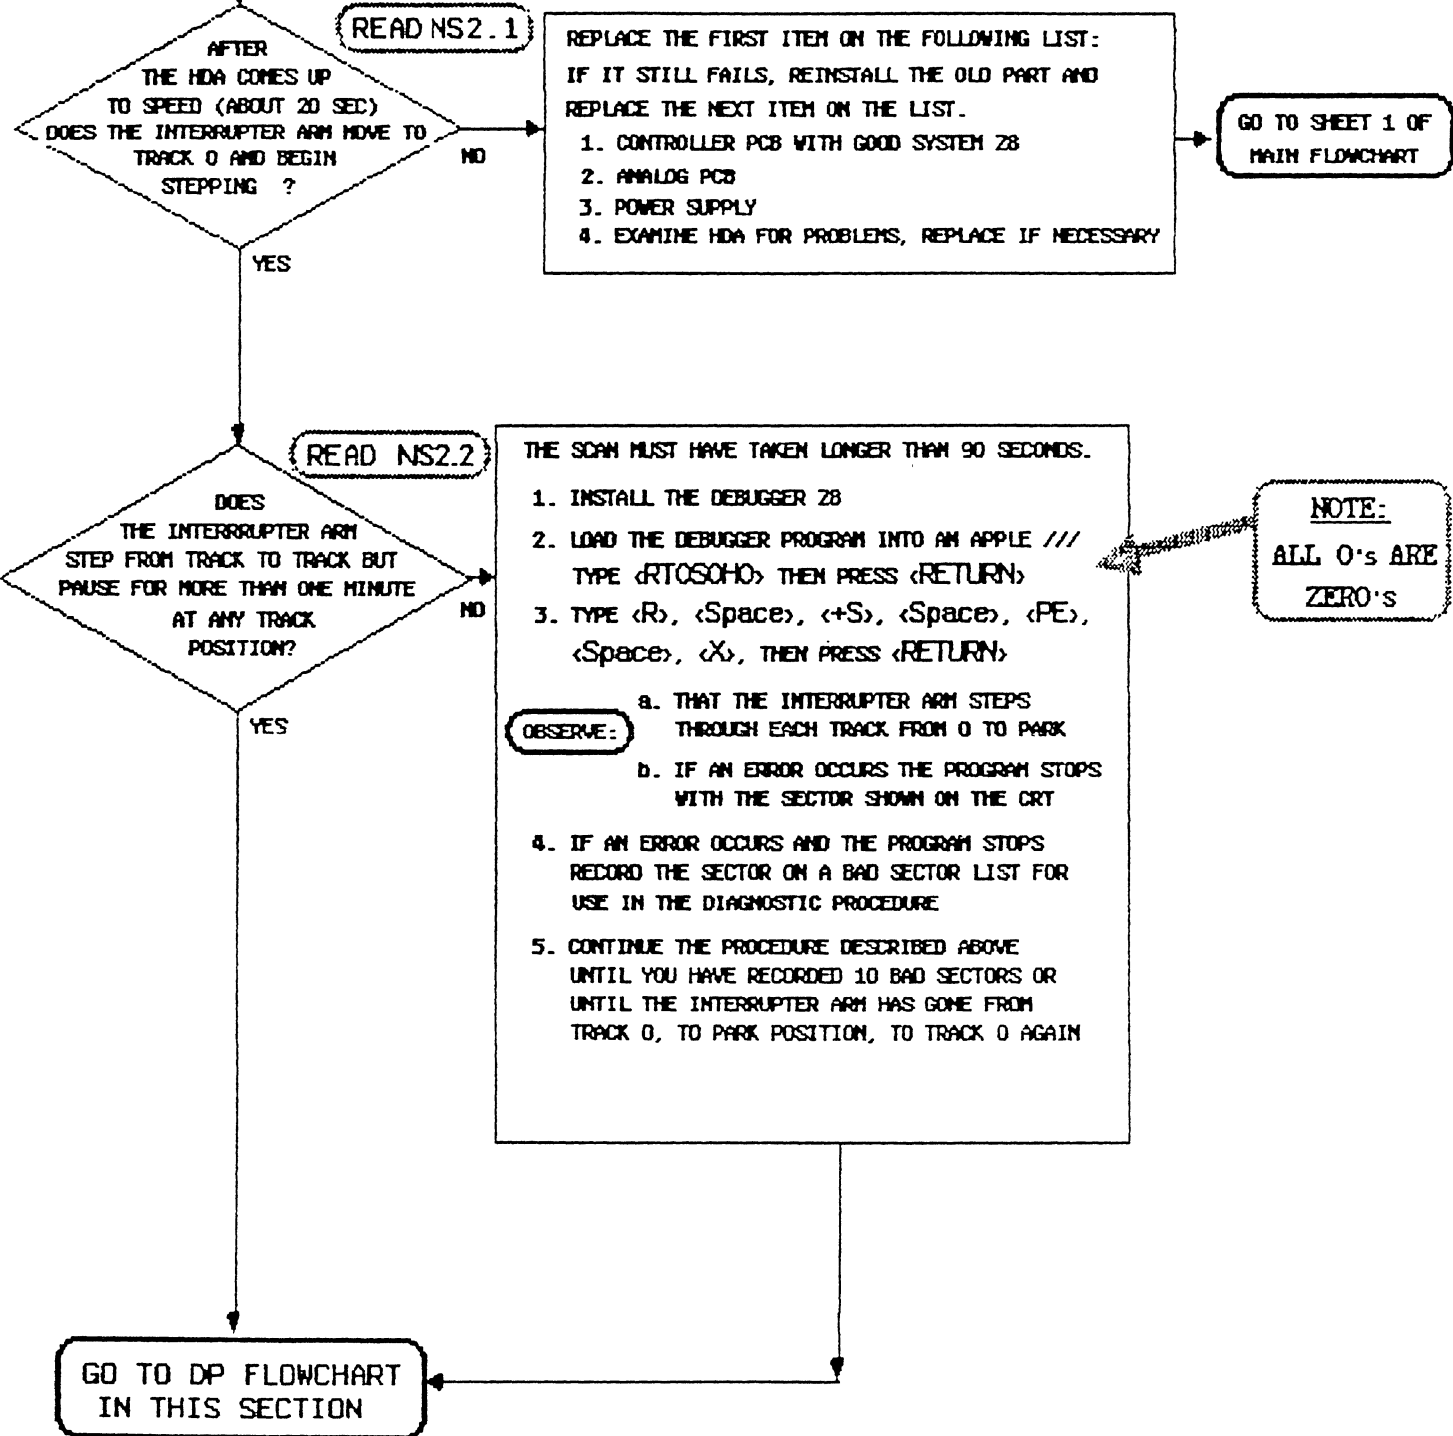 READ NS2.1
AFTER
THE HDA COMES UP
TO SPEED (ABOUT 20 SEC)
DOES THE INTERRUPTER ARM MOVE TO
TRACK 0 AND BEGIN
STEPPING ?
NO
YES
REPLACE THE FIRST ITEM ON THE FOLLOWING LIST:
IF IT STILL FAILS, REINSTALL THE OLD PART AND
REPLACE THE NEXT ITEM ON THE LIST.
1. CONTROLLER PCB WITH GOOD SYSTEM Z8
2. ANALOG PCB
3. POWER SUPPLY
4. EXAMINE HDA FOR PROBLEMS, REPLACE IF NECESSARY
GO TO SHEET 1 OF
MAIN FLOWCHART
READ NS2.2
DOES
THE INTERRRUPTER ARM
STEP FROM TRACK TO TRACK BUT
PAUSE FOR MORE THAN ONE MINUTE
AT ANY TRACK
POSITION?
NO
YES
THE SCAN MUST HAVE TAKEN LONGER THAN 90 SECONDS.
1. INSTALL THE DEBUGGER Z8
2. LOAD THE DEBUGGER PROGRAM INTO AN APPLE ///
TYPE <RTOSOHO> THEN PRESS <RETURN>
3. TYPE <R>, <Space>, <+S>, <Space>, <PE>,
<Space>, <X>, THEN PRESS <RETURN>
OBSERVE:
a. THAT THE INTERRUPTER ARM STEPS
THROUGH EACH TRACK FROM 0 TO PARK
b. IF AN ERROR OCCURS THE PROGRAM STOPS
WITH THE SECTOR SHOWN ON THE CRT
4. IF AN ERROR OCCURS AND THE PROGRAM STOPS
RECORD THE SECTOR ON A BAD SECTOR LIST FOR
USE IN THE DIAGNOSTIC PROCEDURE
5. CONTINUE THE PROCEDURE DESCRIBED ABOVE
UNTIL YOU HAVE RECORDED 10 BAD SECTORS OR
UNTIL THE INTERRUPTER ARM HAS GONE FROM
TRACK 0, TO PARK POSITION, TO TRACK 0 AGAIN
NOTE:
ALL O's ARE
ZERO's
GO TO DP FLOWCHART
IN THIS SECTION